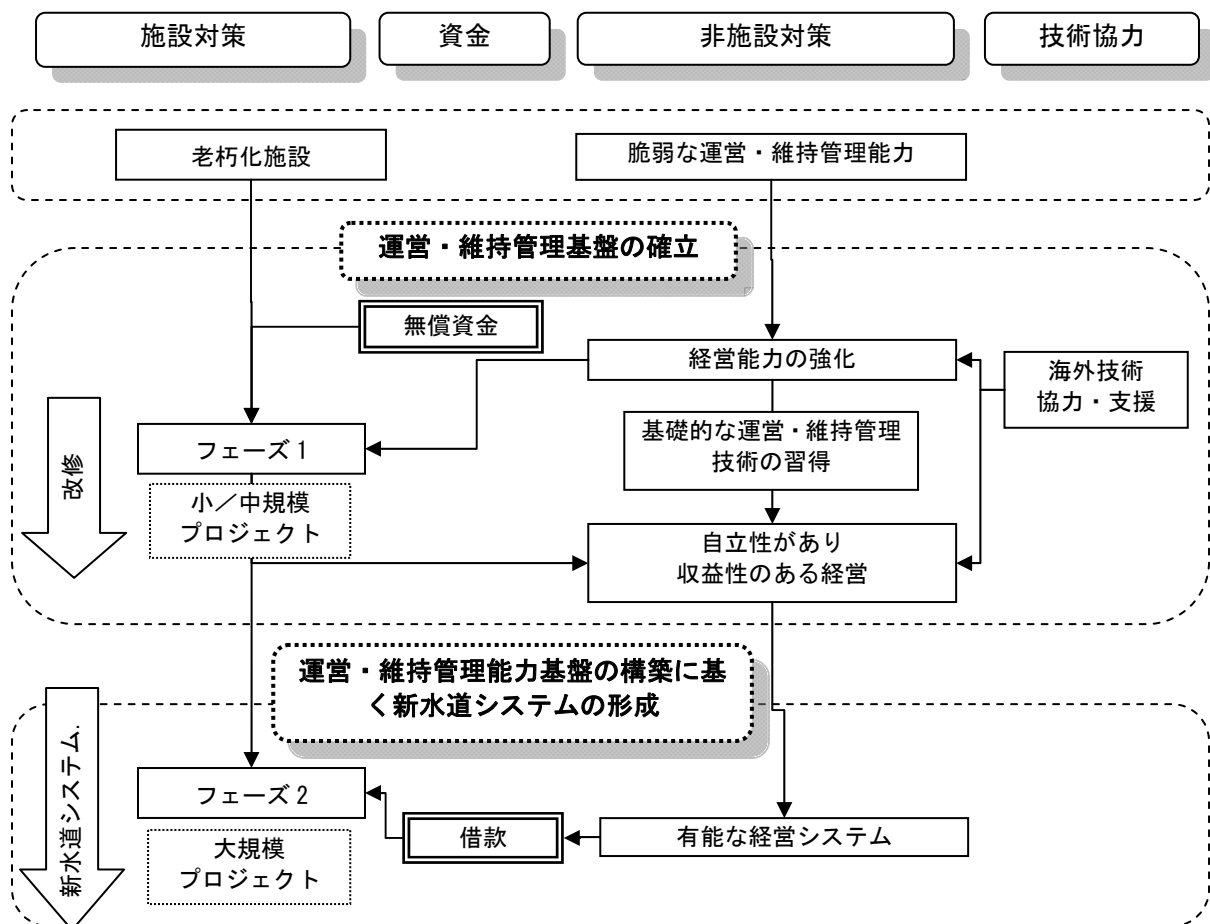 施設対策
資金
非施設対策
技術協力
老朽化施設
脆弱な運営・維持管理能力
運営・維持管理基盤の確立
無償資金
経営能力の強化
海外技術
協力・支援
改修
フェーズ1
基礎的な運営・維持管理
技術の習得
小／中規模
プロジェクト
自立性があり
収益性のある経営
運営・維持管理能力基盤の構築に基
く新水道システムの形成
新水道システム.
フェーズ2
借款
有能な経営システム
大規模
プロジェクト